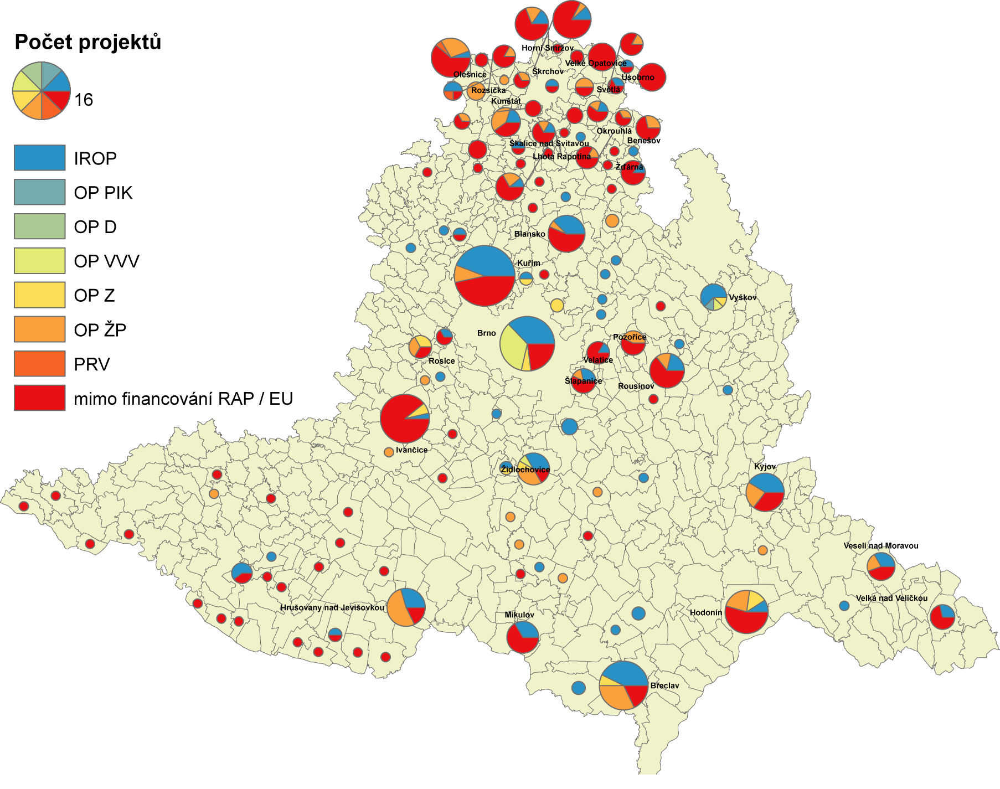 Počet projektů
16
IROP
OP PIK
OP D
OP VVV
OP Z
OP ŽP
PRV
mimo financování RAP / EU
Horní Smržov
Velké Opatovice
Olešnice
Škrchov
Úsobrno
Rozsíčka
Světlá
Kunštát
Okrouhlá
Benešov
Skalice nad Svitavou
Lhota Rapotina
Žďárná
Blansko
Kuřim
Vyškov
Brno
Pozořice
Velatice
Rosice
Šlapanice
Rousínov
Ivančice
Židlochovice
Kyjov
Veselí nad Moravou
Velká nad Veličkou
Hrušovany nad Jevišovkou
Mikulov
Hodonín
Břeclav